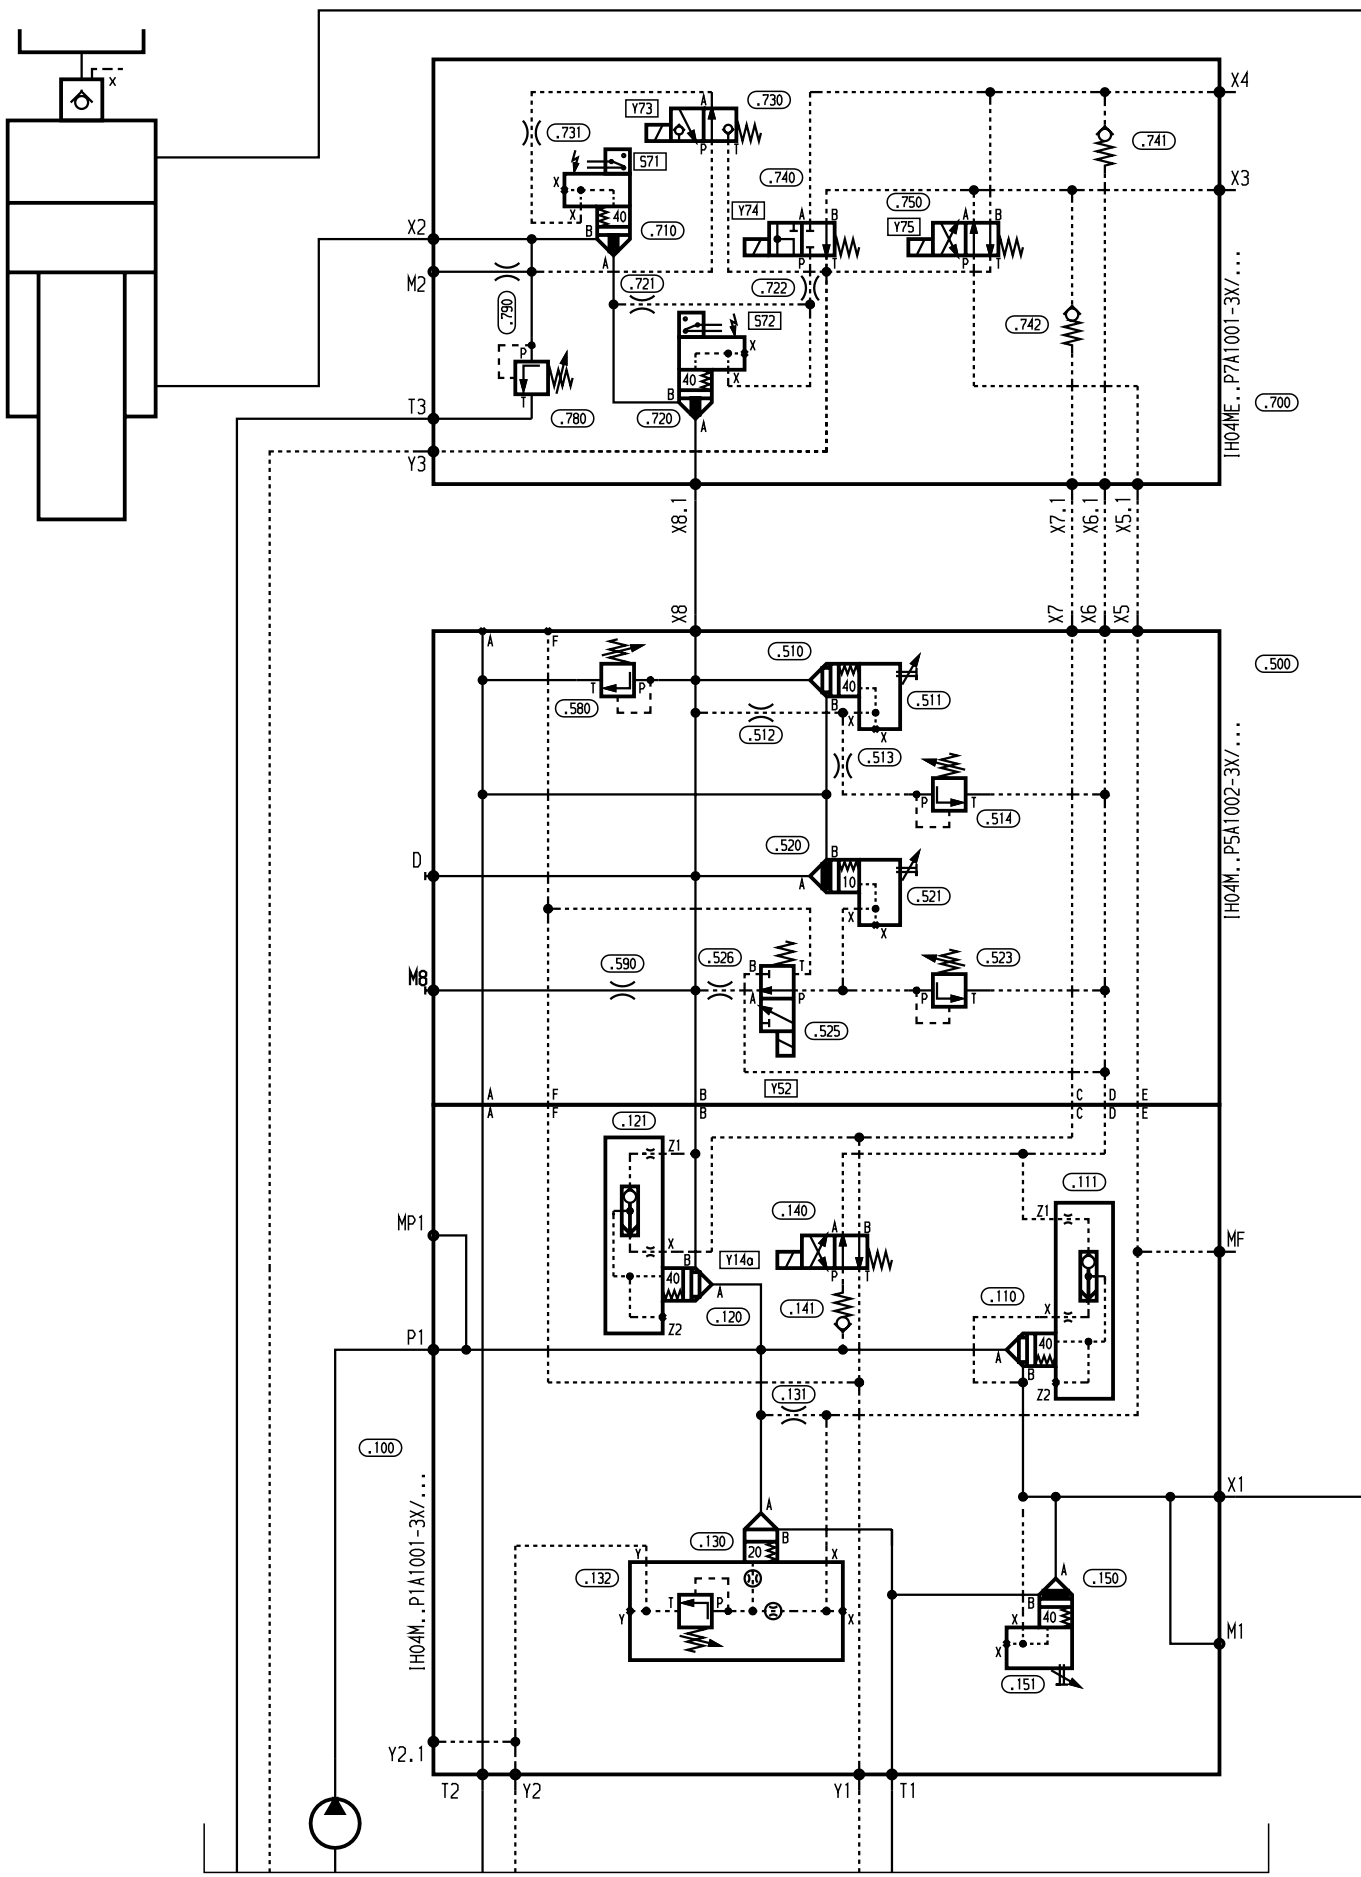 X
X4
Y73
A
.730
.731
P
T
.741
S71
X
.740
X3
X
40
.710
B
A
Y74
A
B
.750
Y75
A
B
X2
P
T
P
T
M2
.721
.722
.790
S72
.742
X
P
40
X
B
T
.780
.720
A
T3
Y3
IH04ME..P7A1001-3X/...
.700
X8.1
X7.1
X6.1
X5.1
X8
X7
X6
X5
A
F
.510
.500
T
P
40
.580
B
X
.511
.512
X
.513
P
T
.514
IH04M..P5A1002-3X/...
.520
B
D
A
10
.521
X
X
.590
.526
B
T
.523
M8
A
P
P
T
.525
Y52
A
F
B
C
D
E
A
F
B
C
D
E
.121
Z1
.111
MP1
.140
A
B
Z1
MF
X
Y14a
B
40
A
P
T
.141
.110
X
.120
Z2
P1
40
A
B
Z2
.131
.100
X1
IH04M..P1A1001-3X/...
A
.130
B
20
Y
X
.132
T
P
Y
X
A
.150
B
40
X
X
.151
M1
Y2.1
T2
Y2
Y1
T1